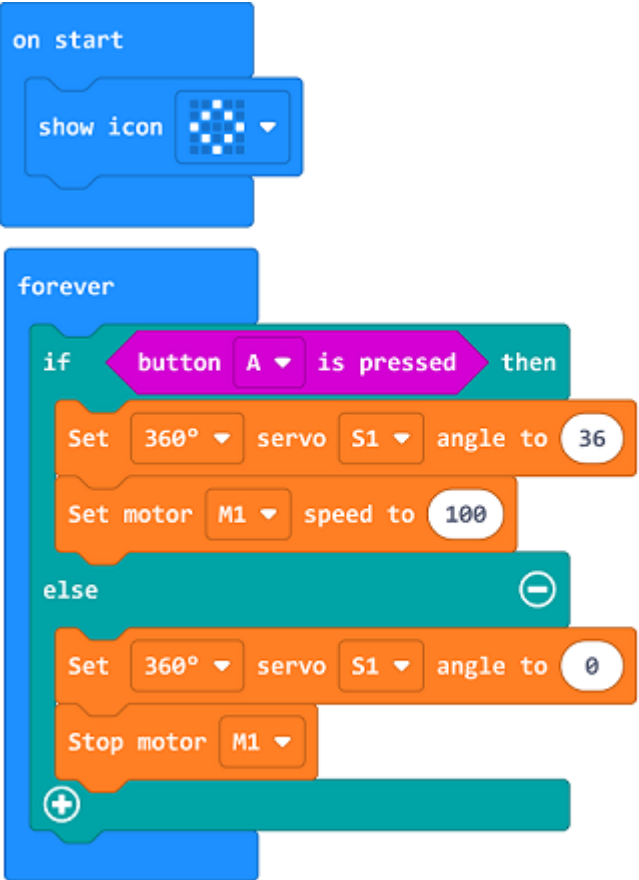 on start
show icon
forever
if button A is pressed then
Set 360° servo S1 angle to 36
Set motor M1 speed to 100
else
Set 360° servo S1 angle to 0
Stop motor M1